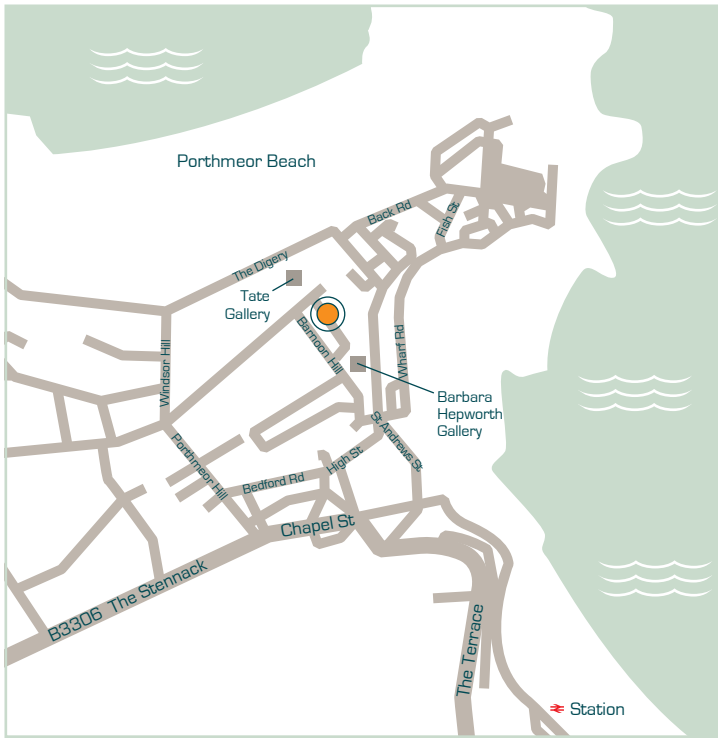 Porthmeor Beach
Back Rd
Fish St
The Digery
Tate
Gallery
Barnoon Hill
Wharf Rd
Windsor Hill
Barbara
Hepworth
Gallery
St Andrews St
Porthmeor Hill
High St
Bedford Rd
Chapel St
B3306 The Stennack
The Terrace
Station